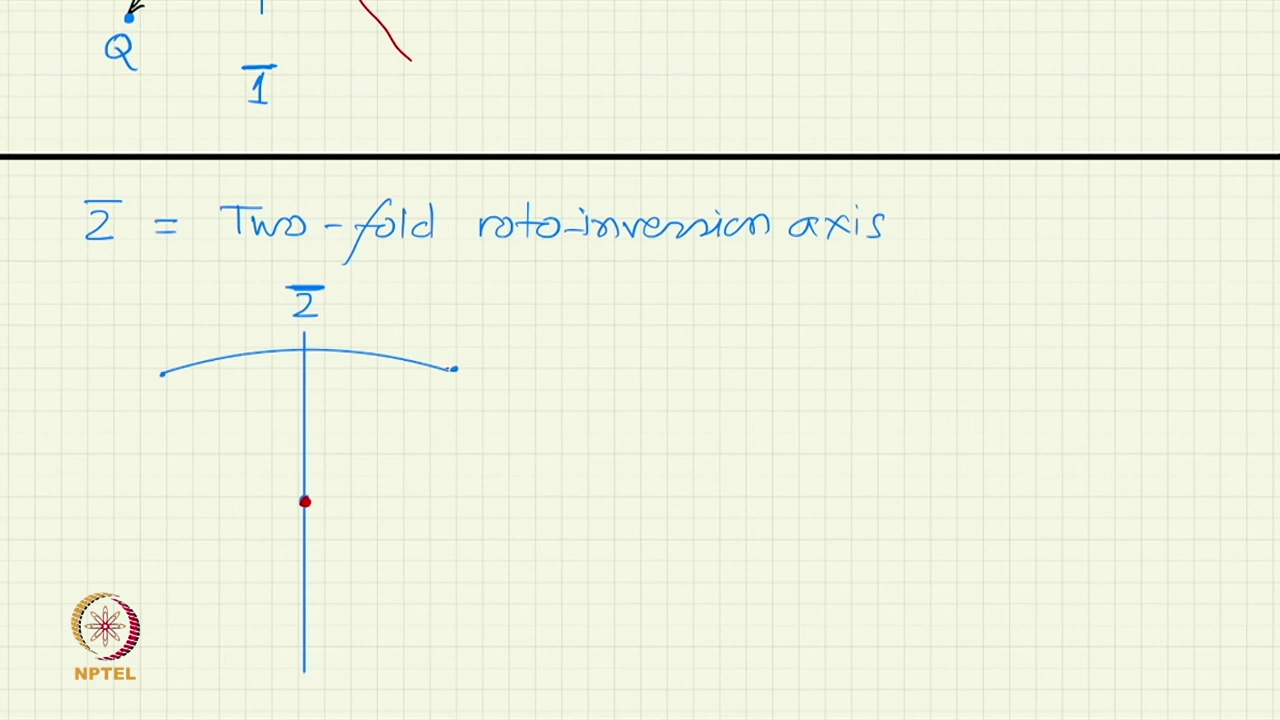 Q
1̅
2̅ = Two-fold roto-inversion axis
2̅
NPTEL